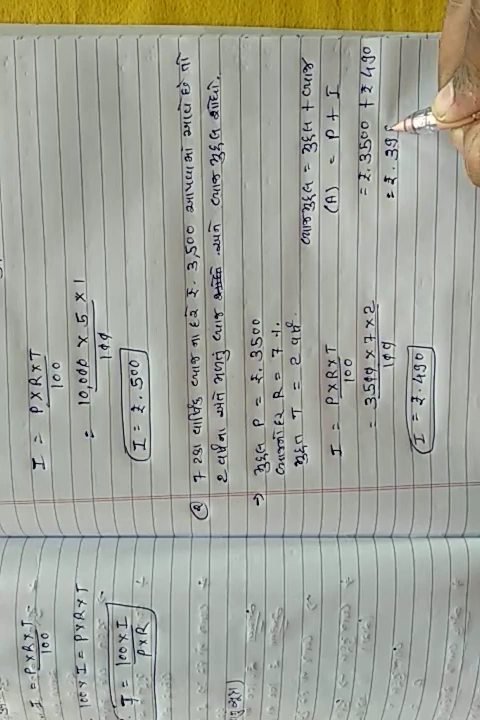 I = P×R×T / 100
100 × I = P×R×T
T = 100 × I / P×R
I = P×R×T / 100
= 10,000 × 5 × 1 / 100
I = ₹. 500
② 7 ટકા વાર્ષિક વ્યાજ ના દરે ₹. 3,500 આપવામાં આવે છે તો
2 વર્ષના અંતે મળતું વ્યાજ અને વ્યાજમુદ્દલ શોધો.
→ મુદ્દલ P = ₹. 3500
વ્યાજનો દર R = 7 %
મુદ્દત T = 2 વર્ષ.
I = P×R×T / 100
= 3500 × 7 × 2 / 100
I = ₹. 490
વ્યાજમુદ્દલ = મુદ્દલ + વ્યાજ
(A) = P + I
= ₹. 3500 + ₹ 490
= ₹. 39